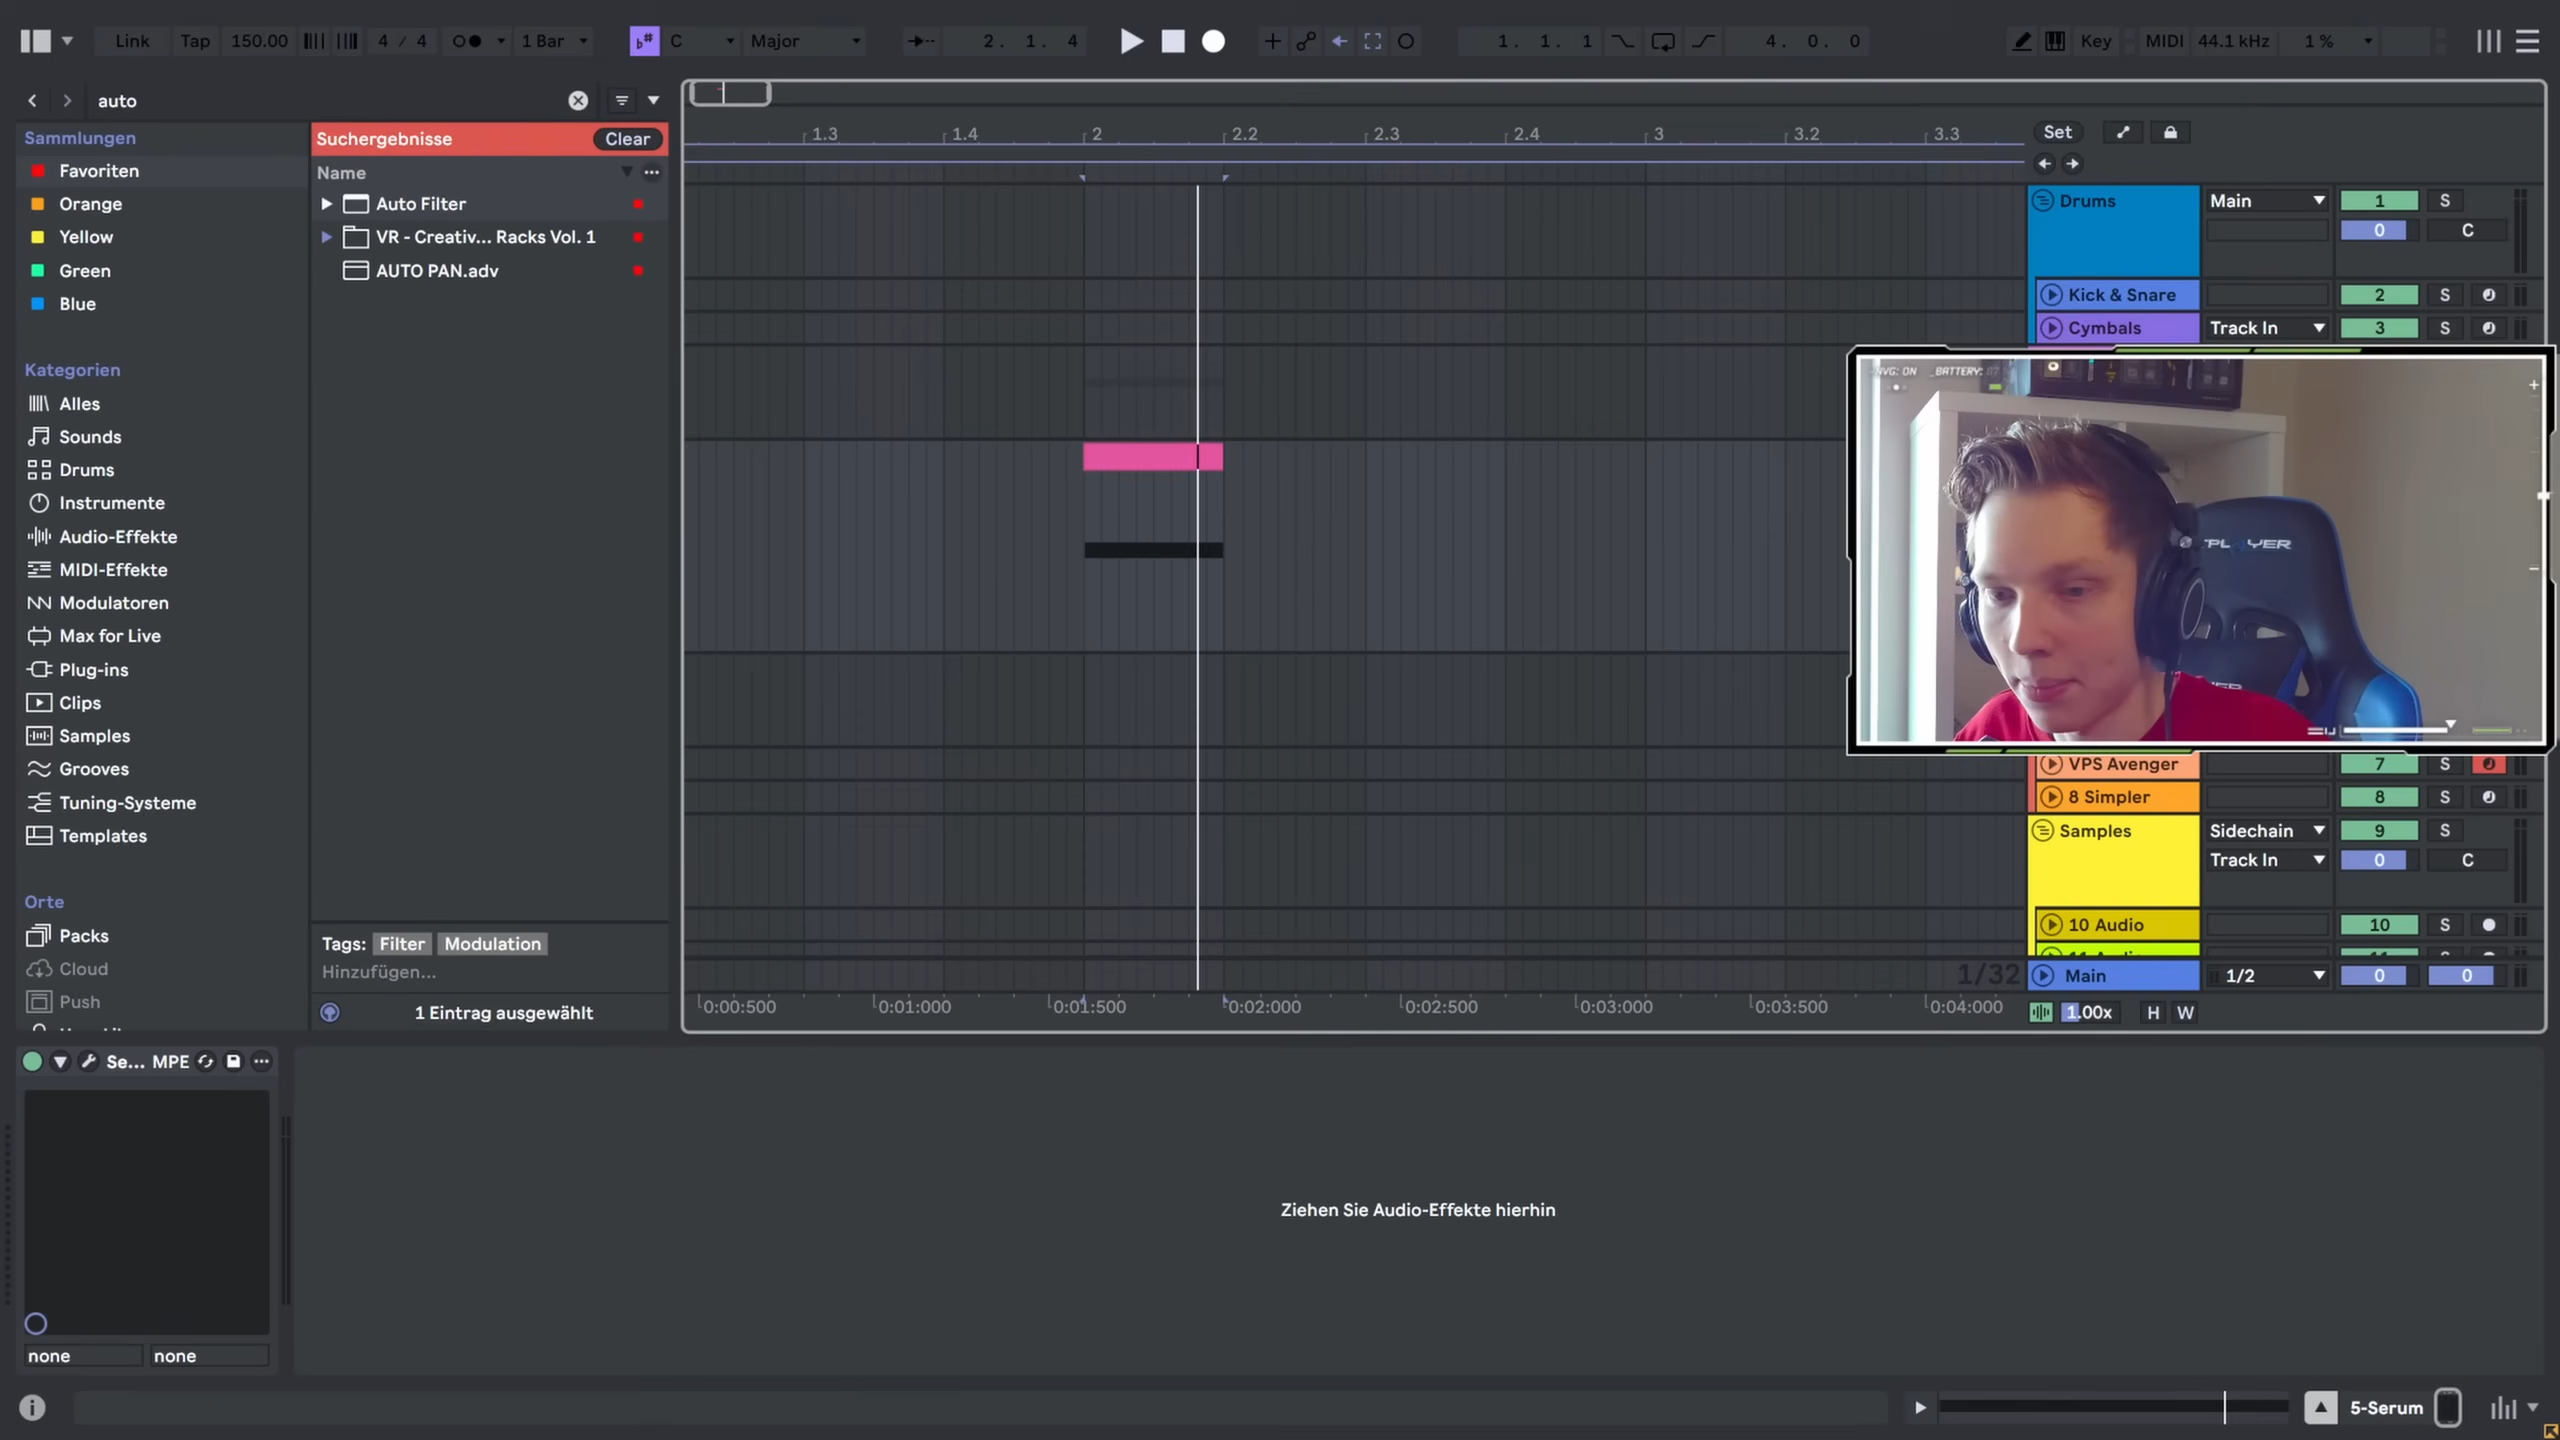 Link Tap 150.00 4 / 4 1 Bar C Major 2. 1. 4 1. 1. 1 4. 0. 0 Key MIDI 44.1 kHz 1 %
auto
Sammlungen
Favoriten
Orange
Yellow
Green
Blue
Kategorien
Alles
Sounds
Drums
Instrumente
Audio-Effekte
MIDI-Effekte
Modulatoren
Max for Live
Plug-ins
Clips
Samples
Grooves
Tuning-Systeme
Templates
Orte
Packs
Cloud
Push
Suchergebnisse Clear
Name
Auto Filter
VR - Creativ... Racks Vol. 1
AUTO PAN.adv
Tags: Filter Modulation
Hinzufügen...
1 Eintrag ausgewählt
1.3 1.4 2 2.2 2.3 2.4 3 3.2 3.3
Set
Drums Main 1 S
0 C
Kick & Snare 2 S
Cymbals Track In 3 S
NVG: ON _BATTERY:
VPS Avenger 7 S
8 Simpler 8 S
Samples Sidechain 9 S
Track In 0 C
10 Audio 10 S
1/32
Main 1/2 0 0
0:00:500 0:01:000 0:01:500 0:02:000 0:02:500 0:03:000 0:03:500 0:04:000
1.00x H W
Se... MPE
none none
Ziehen Sie Audio-Effekte hierhin
5-Serum